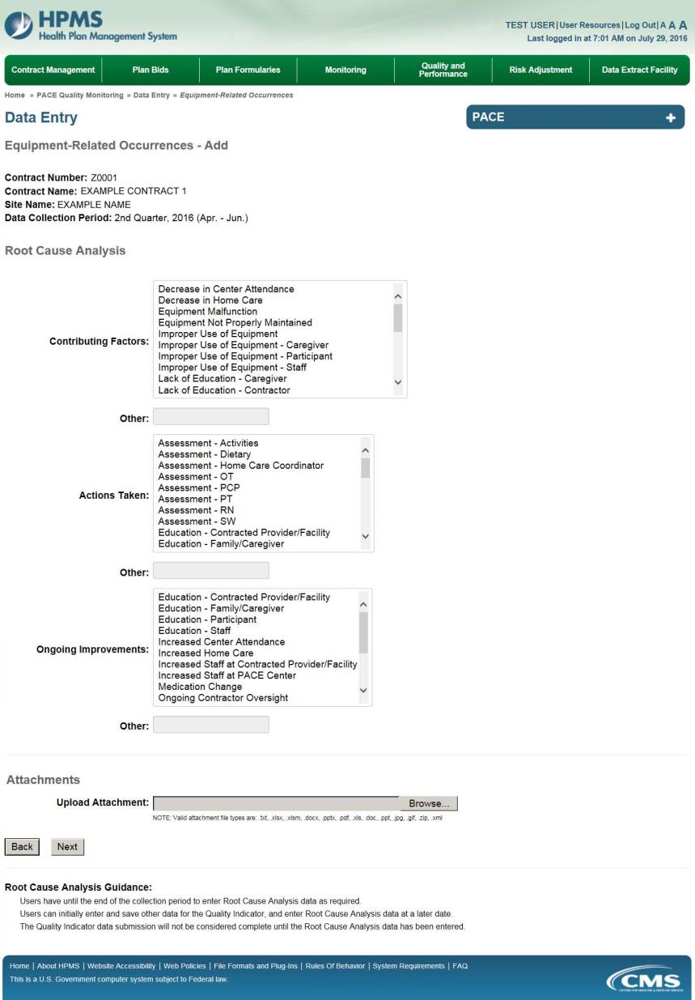 HPMS
Health Plan Management System
TEST USER|User Resources|Log Out|A A A
Last logged in at 7:01 AM on July 29, 2016
Contract Management
Plan Bids
Plan Formularies
Monitoring
Quality and
Performance
Risk Adjustment
Data Extract Facility
Home » PACE Quality Monitoring » Data Entry » Equipment-Related Occurrences
Data Entry
PACE
Equipment-Related Occurrences - Add
Contract Number: Z0001
Contract Name: EXAMPLE CONTRACT 1
Site Name: EXAMPLE NAME
Data Collection Period: 2nd Quarter, 2016 (Apr. - Jun.)
Root Cause Analysis
Contributing Factors:
Decrease in Center Attendance
Decrease in Home Care
Equipment Malfunction
Equipment Not Properly Maintained
Improper Use of Equipment
Improper Use of Equipment - Caregiver
Improper Use of Equipment - Participant
Improper Use of Equipment - Staff
Lack of Education - Caregiver
Lack of Education - Contractor
Other:
Actions Taken:
Assessment - Activities
Assessment - Dietary
Assessment - Home Care Coordinator
Assessment - OT
Assessment - PCP
Assessment - PT
Assessment - RN
Assessment - SW
Education - Contracted Provider/Facility
Education - Family/Caregiver
Other:
Ongoing Improvements:
Education - Contracted Provider/Facility
Education - Family/Caregiver
Education - Participant
Education - Staff
Increased Center Attendance
Increased Home Care
Increased Staff at Contracted Provider/Facility
Increased Staff at PACE Center
Medication Change
Ongoing Contractor Oversight
Other:
Attachments
Upload Attachment:
Browse...
NOTE: Valid attachment file types are: .txt, .xlsx, .xlsm, .docx, .pptx, .pdf, .xls, .doc, .ppt, .jpg, .gif, .zip, .xml
Back
Next
Root Cause Analysis Guidance:
Users have until the end of the collection period to enter Root Cause Analysis data as required.
Users can initially enter and save other data for the Quality Indicator, and enter Root Cause Analysis data at a later date.
The Quality Indicator data submission will not be considered complete until the Root Cause Analysis data has been entered.
Home | About HPMS | Website Accessibility | Web Policies | File Formats and Plug-Ins | Rules Of Behavior | System Requirements | FAQ
This is a U.S. Government computer system subject to Federal law.
CMS
CENTERS FOR MEDICARE & MEDICAID SERVICES